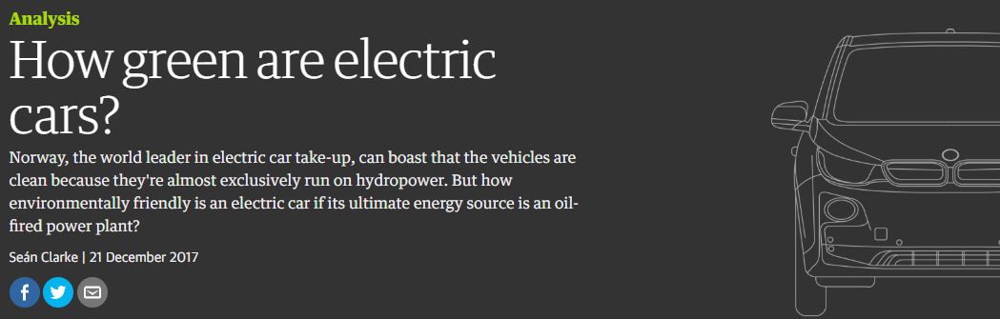 Analysis
How green are electric
cars?
Norway, the world leader in electric car take-up, can boast that the vehicles are
clean because they're almost exclusively run on hydropower. But how
environmentally friendly is an electric car if its ultimate energy source is an oil-
fired power plant?
Seán Clarke | 21 December 2017